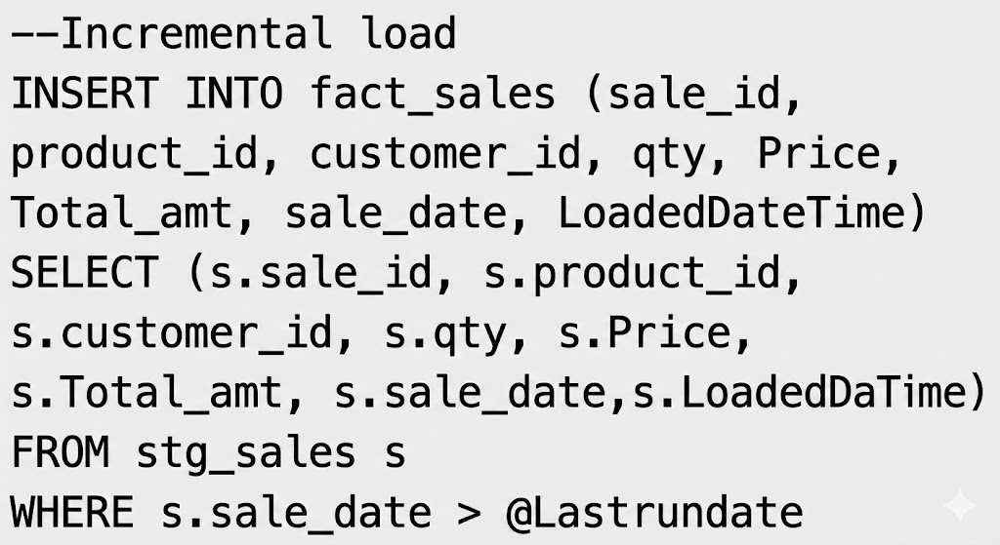 --Incremental load
INSERT INTO fact_sales (sale_id,
product_id, customer_id, qty, Price,
Total_amt, sale_date, LoadedDateTime)
SELECT (s.sale_id, s.product_id,
s.customer_id, s.qty, s.Price,
s.Total_amt, s.sale_date,s.LoadedDaTime)
FROM stg_sales s
WHERE s.sale_date > @Lastrundate